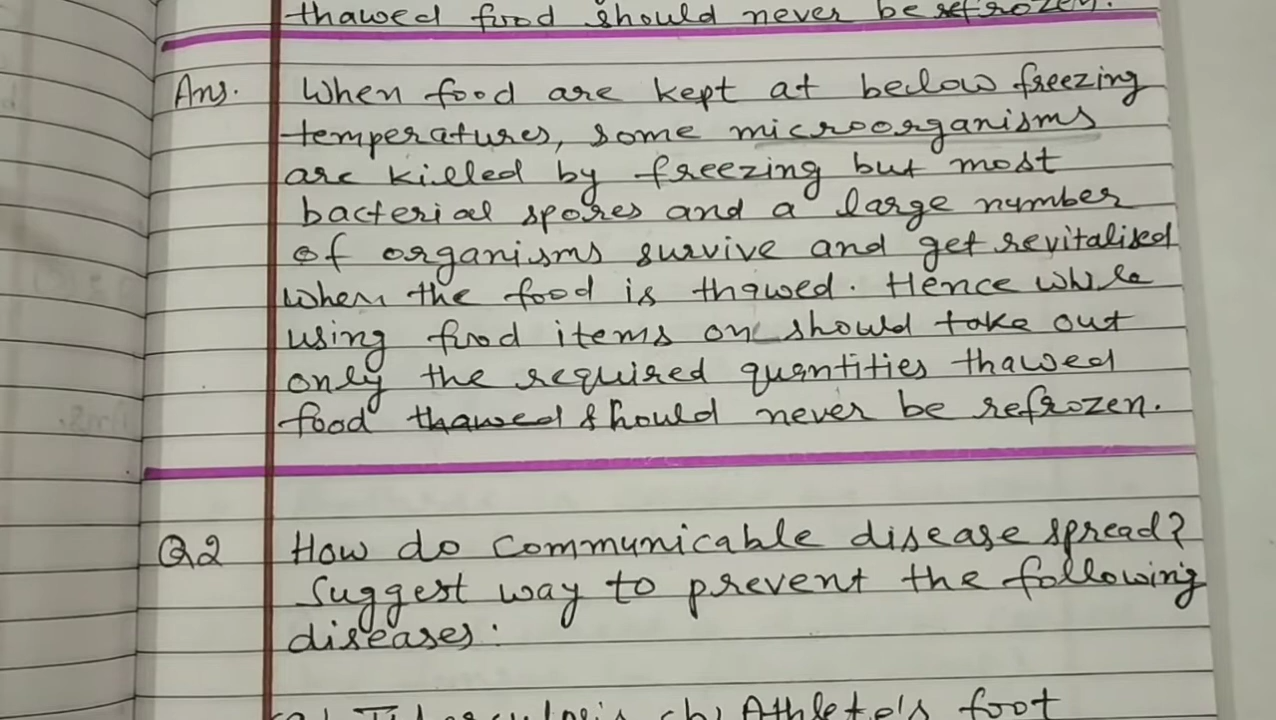 thawed food should never be refrozen.
Ans. When food are kept at below freezing
temperatures, some microorganisms
are killed by freezing but most
bacterial spores and a large number
of organisms survive and get revitalised
when the food is thawed. Hence while
using food items on should take out
only the required quantities thawed
food thawed should never be refrozen.
Q2 How do communicable disease spread?
Suggest way to prevent the following
diseases:
(a) Tuberculosis (b) Athlete's foot